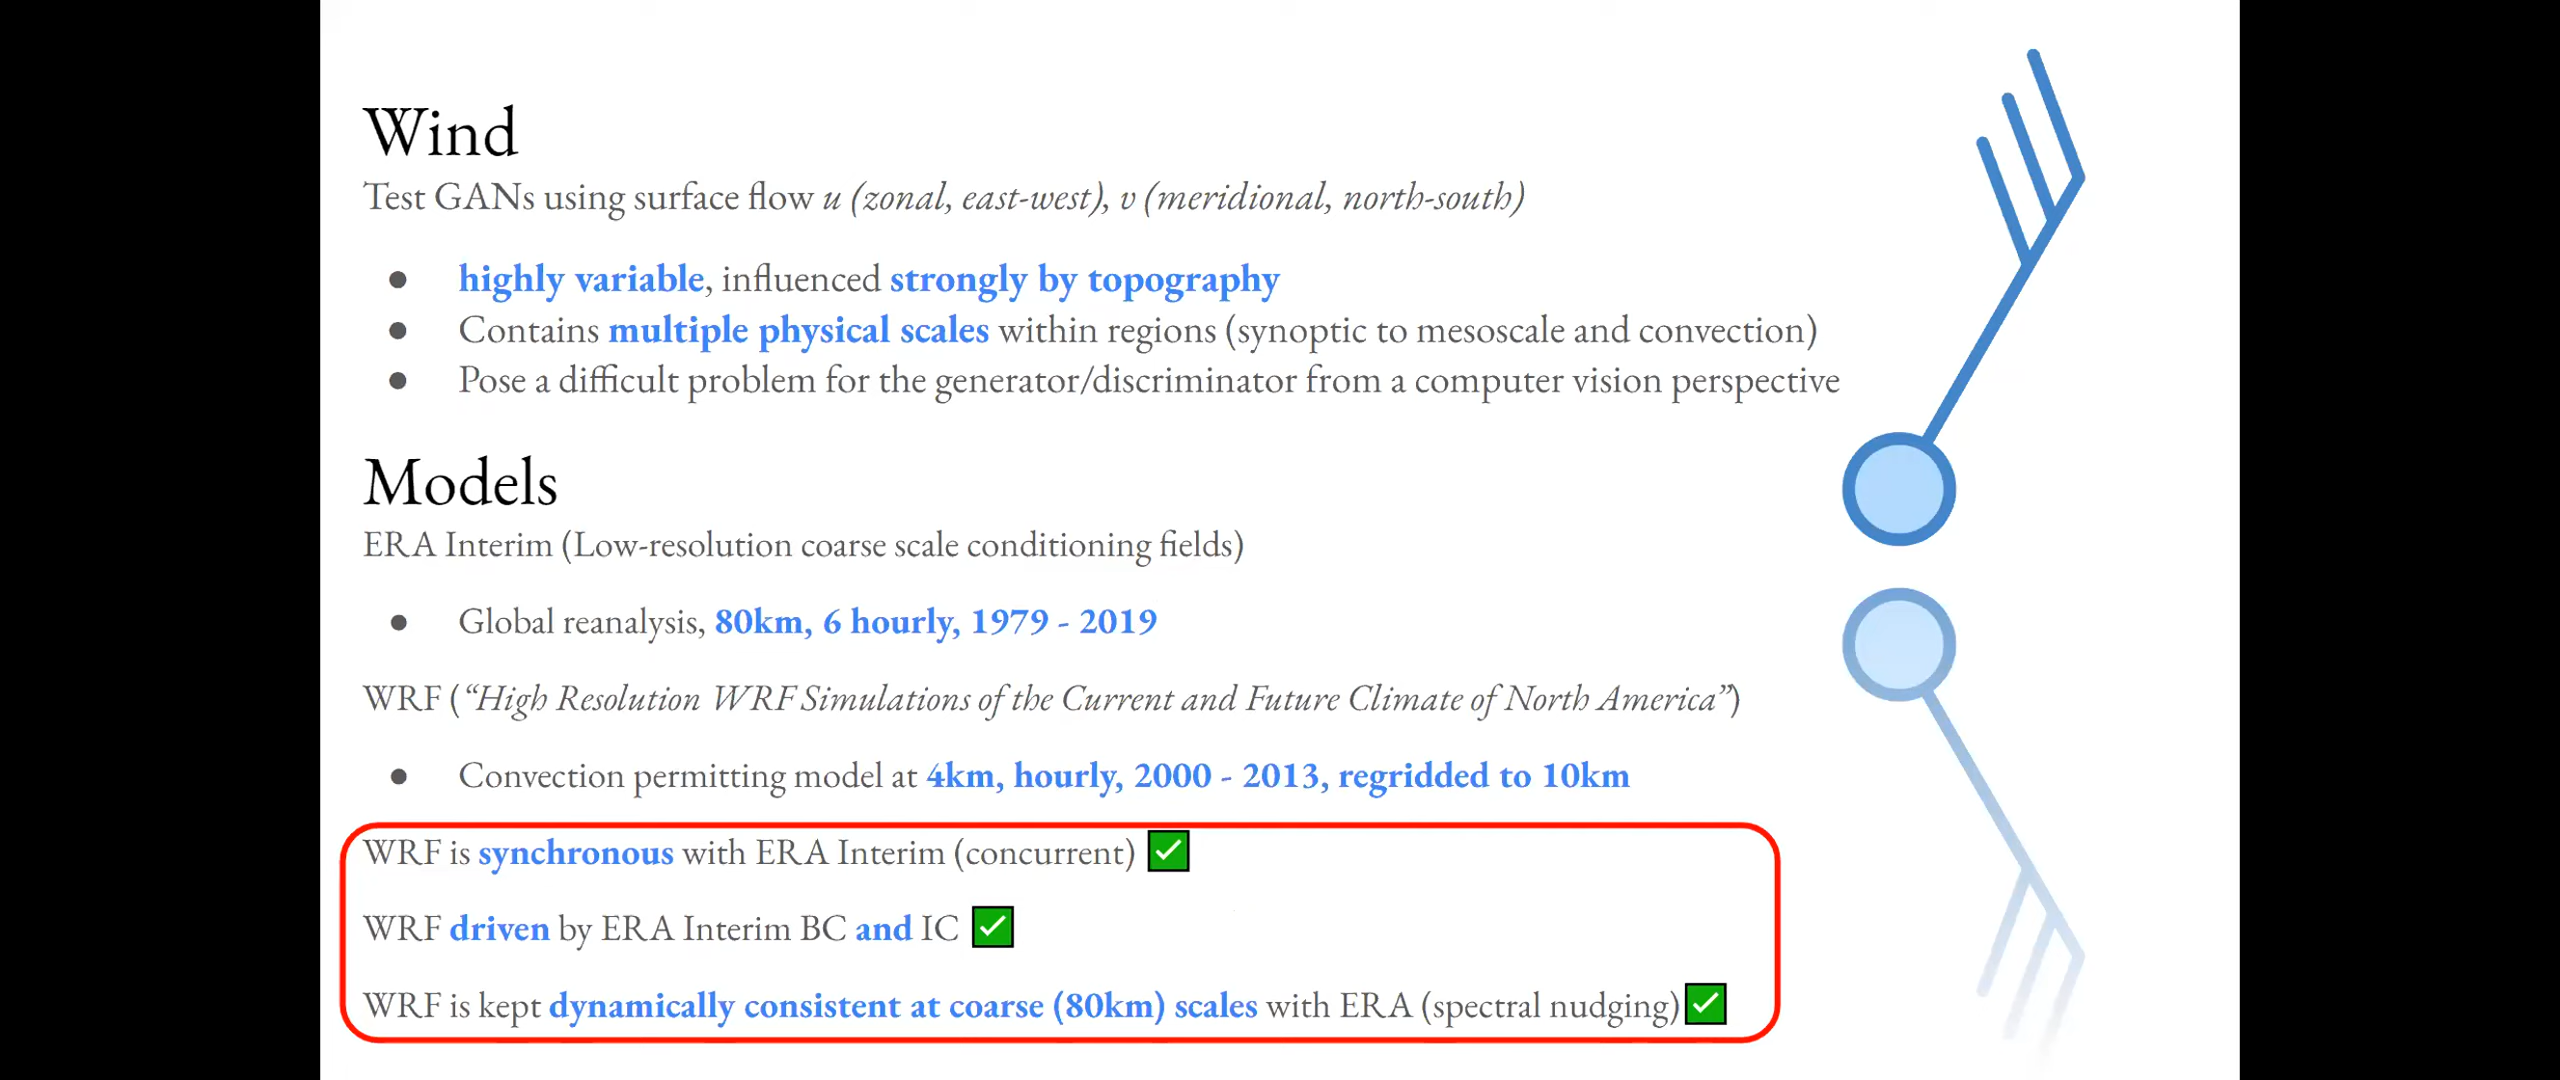 Wind
Test GANs using surface flow u (zonal, east-west), v (meridional, north-south)
● highly variable, influenced strongly by topography
● Contains multiple physical scales within regions (synoptic to mesoscale and convection)
● Pose a difficult problem for the generator/discriminator from a computer vision perspective
Models
ERA Interim (Low-resolution coarse scale conditioning fields)
● Global reanalysis, 80km, 6 hourly, 1979 - 2019
WRF (“High Resolution WRF Simulations of the Current and Future Climate of North America”)
● Convection permitting model at 4km, hourly, 2000 - 2013, regridded to 10km
WRF is synchronous with ERA Interim (concurrent) ✅
WRF driven by ERA Interim BC and IC ✅
WRF is kept dynamically consistent at coarse (80km) scales with ERA (spectral nudging) ✅